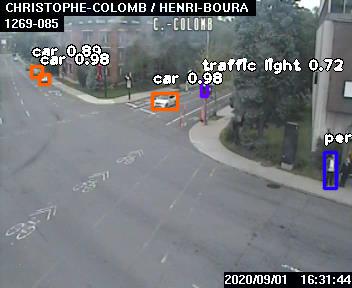 CHRISTOPHE-COLOMB / HENRI-BOURA
1269-085
C.-COLOMB
car 0.89
car 0.98
car 0.98
traffic light 0.72
per
2020/09/01 16:31:44